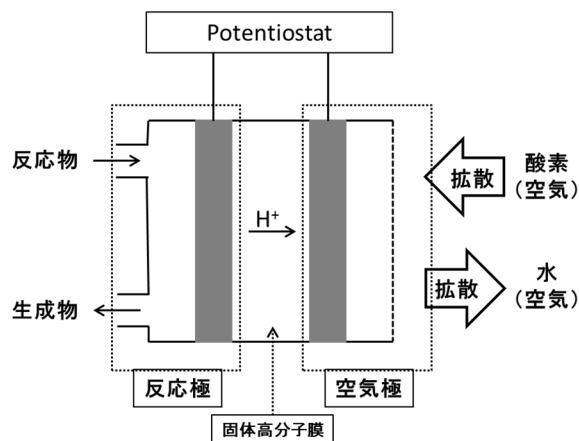 Potentiostat
反応物
酸素
（空気）
拡散
H⁺
生成物
水
（空気）
拡散
反応極
空気極
固体高分子膜